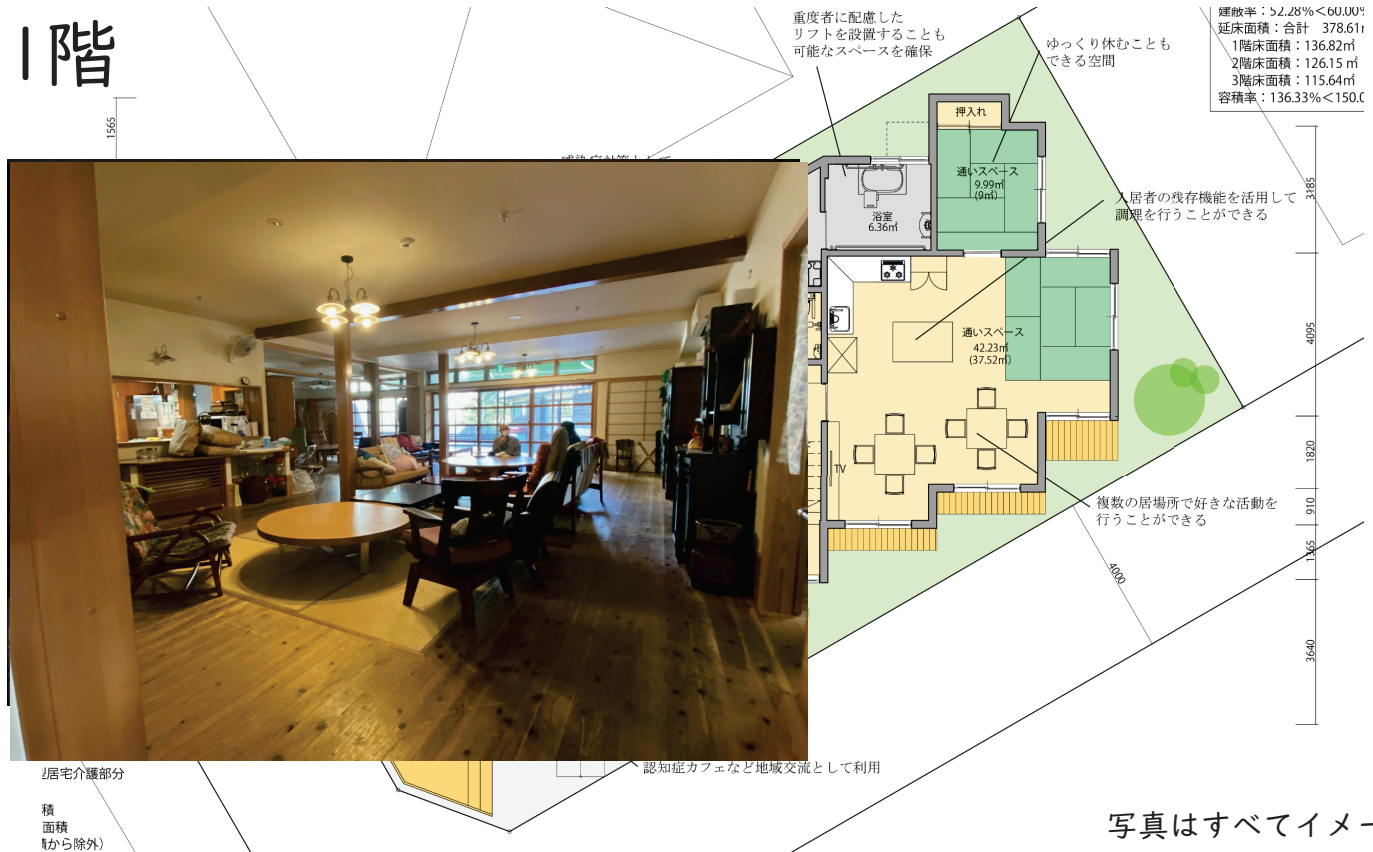 1階
重度者に配慮した
リフトを設置することも
可能なスペースを確保
ゆっくり休むことも
できる空間
建蔽率：52.28％＜60.00％
延床面積：合計　378.61㎡
1階床面積：136.82㎡
2階床面積：126.15 ㎡
3階床面積：115.64㎡
容積率：136.33％＜150.0
1565
押入れ
通いスペース
9.99㎡
(9㎡)
浴室
6.36㎡
入居者の残存機能を活用して
調理を行うことができる
3185
通いスペース
42.23㎡
(37.52㎡)
4095
TV
1820
複数の居場所で好きな活動を
行うことができる
910
1365
4000
3640
認知症カフェなど地域交流として利用
居宅介護部分
積
面積
積から除外）
写真はすべてイメー